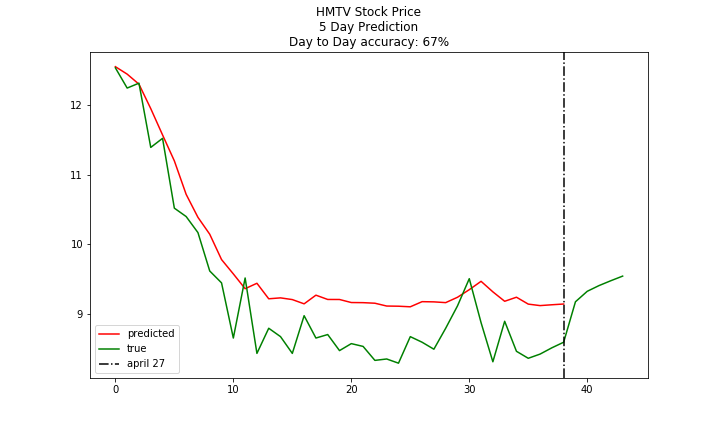 HMTV Stock Price
5 Day Prediction
Day to Day accuracy: 67%
12
11
10
9
predicted
true
april 27
0 10 20 30 40